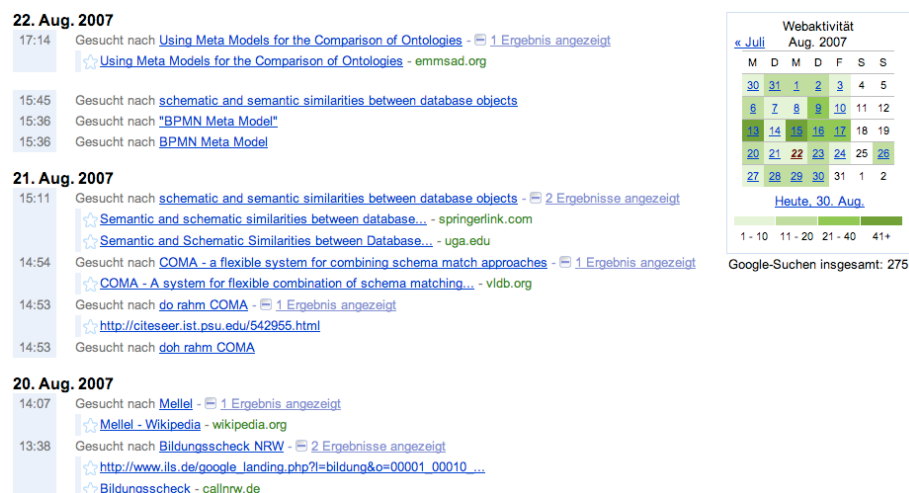 22. Aug. 2007
17:14 Gesucht nach Using Meta Models for the Comparison of Ontologies - 1 Ergebnis angezeigt
Using Meta Models for the Comparison of Ontologies - emmsad.org
15:45 Gesucht nach schematic and semantic similarities between database objects
15:36 Gesucht nach "BPMN Meta Model"
15:36 Gesucht nach BPMN Meta Model
21. Aug. 2007
15:11 Gesucht nach schematic and semantic similarities between database objects - 2 Ergebnisse angezeigt
Semantic and schematic similarities between database... - springerlink.com
Semantic and Schematic Similarities between Database... - uga.edu
14:54 Gesucht nach COMA - a flexible system for combining schema match approaches - 1 Ergebnis angezeigt
COMA - A system for flexible combination of schema matching... - vldb.org
14:53 Gesucht nach do rahm COMA - 1 Ergebnis angezeigt
http://citeseer.ist.psu.edu/542955.html
14:53 Gesucht nach doh rahm COMA
20. Aug. 2007
14:07 Gesucht nach Mellel - 1 Ergebnis angezeigt
Mellel - Wikipedia - wikipedia.org
13:38 Gesucht nach Bildungsscheck NRW - 2 Ergebnisse angezeigt
http://www.ils.de/google_landing.php?l=bildung&o=00001_00010_...
Bildungsscheck - callnrw.de
Webaktivität
« Juli Aug. 2007
M D M D F S S
30 31 1 2 3 4 5
6 7 8 9 10 11 12
13 14 15 16 17 18 19
20 21 22 23 24 25 26
27 28 29 30 31 1 2
Heute, 30. Aug.
1 - 10 11 - 20 21 - 40 41+
Google-Suchen insgesamt: 275